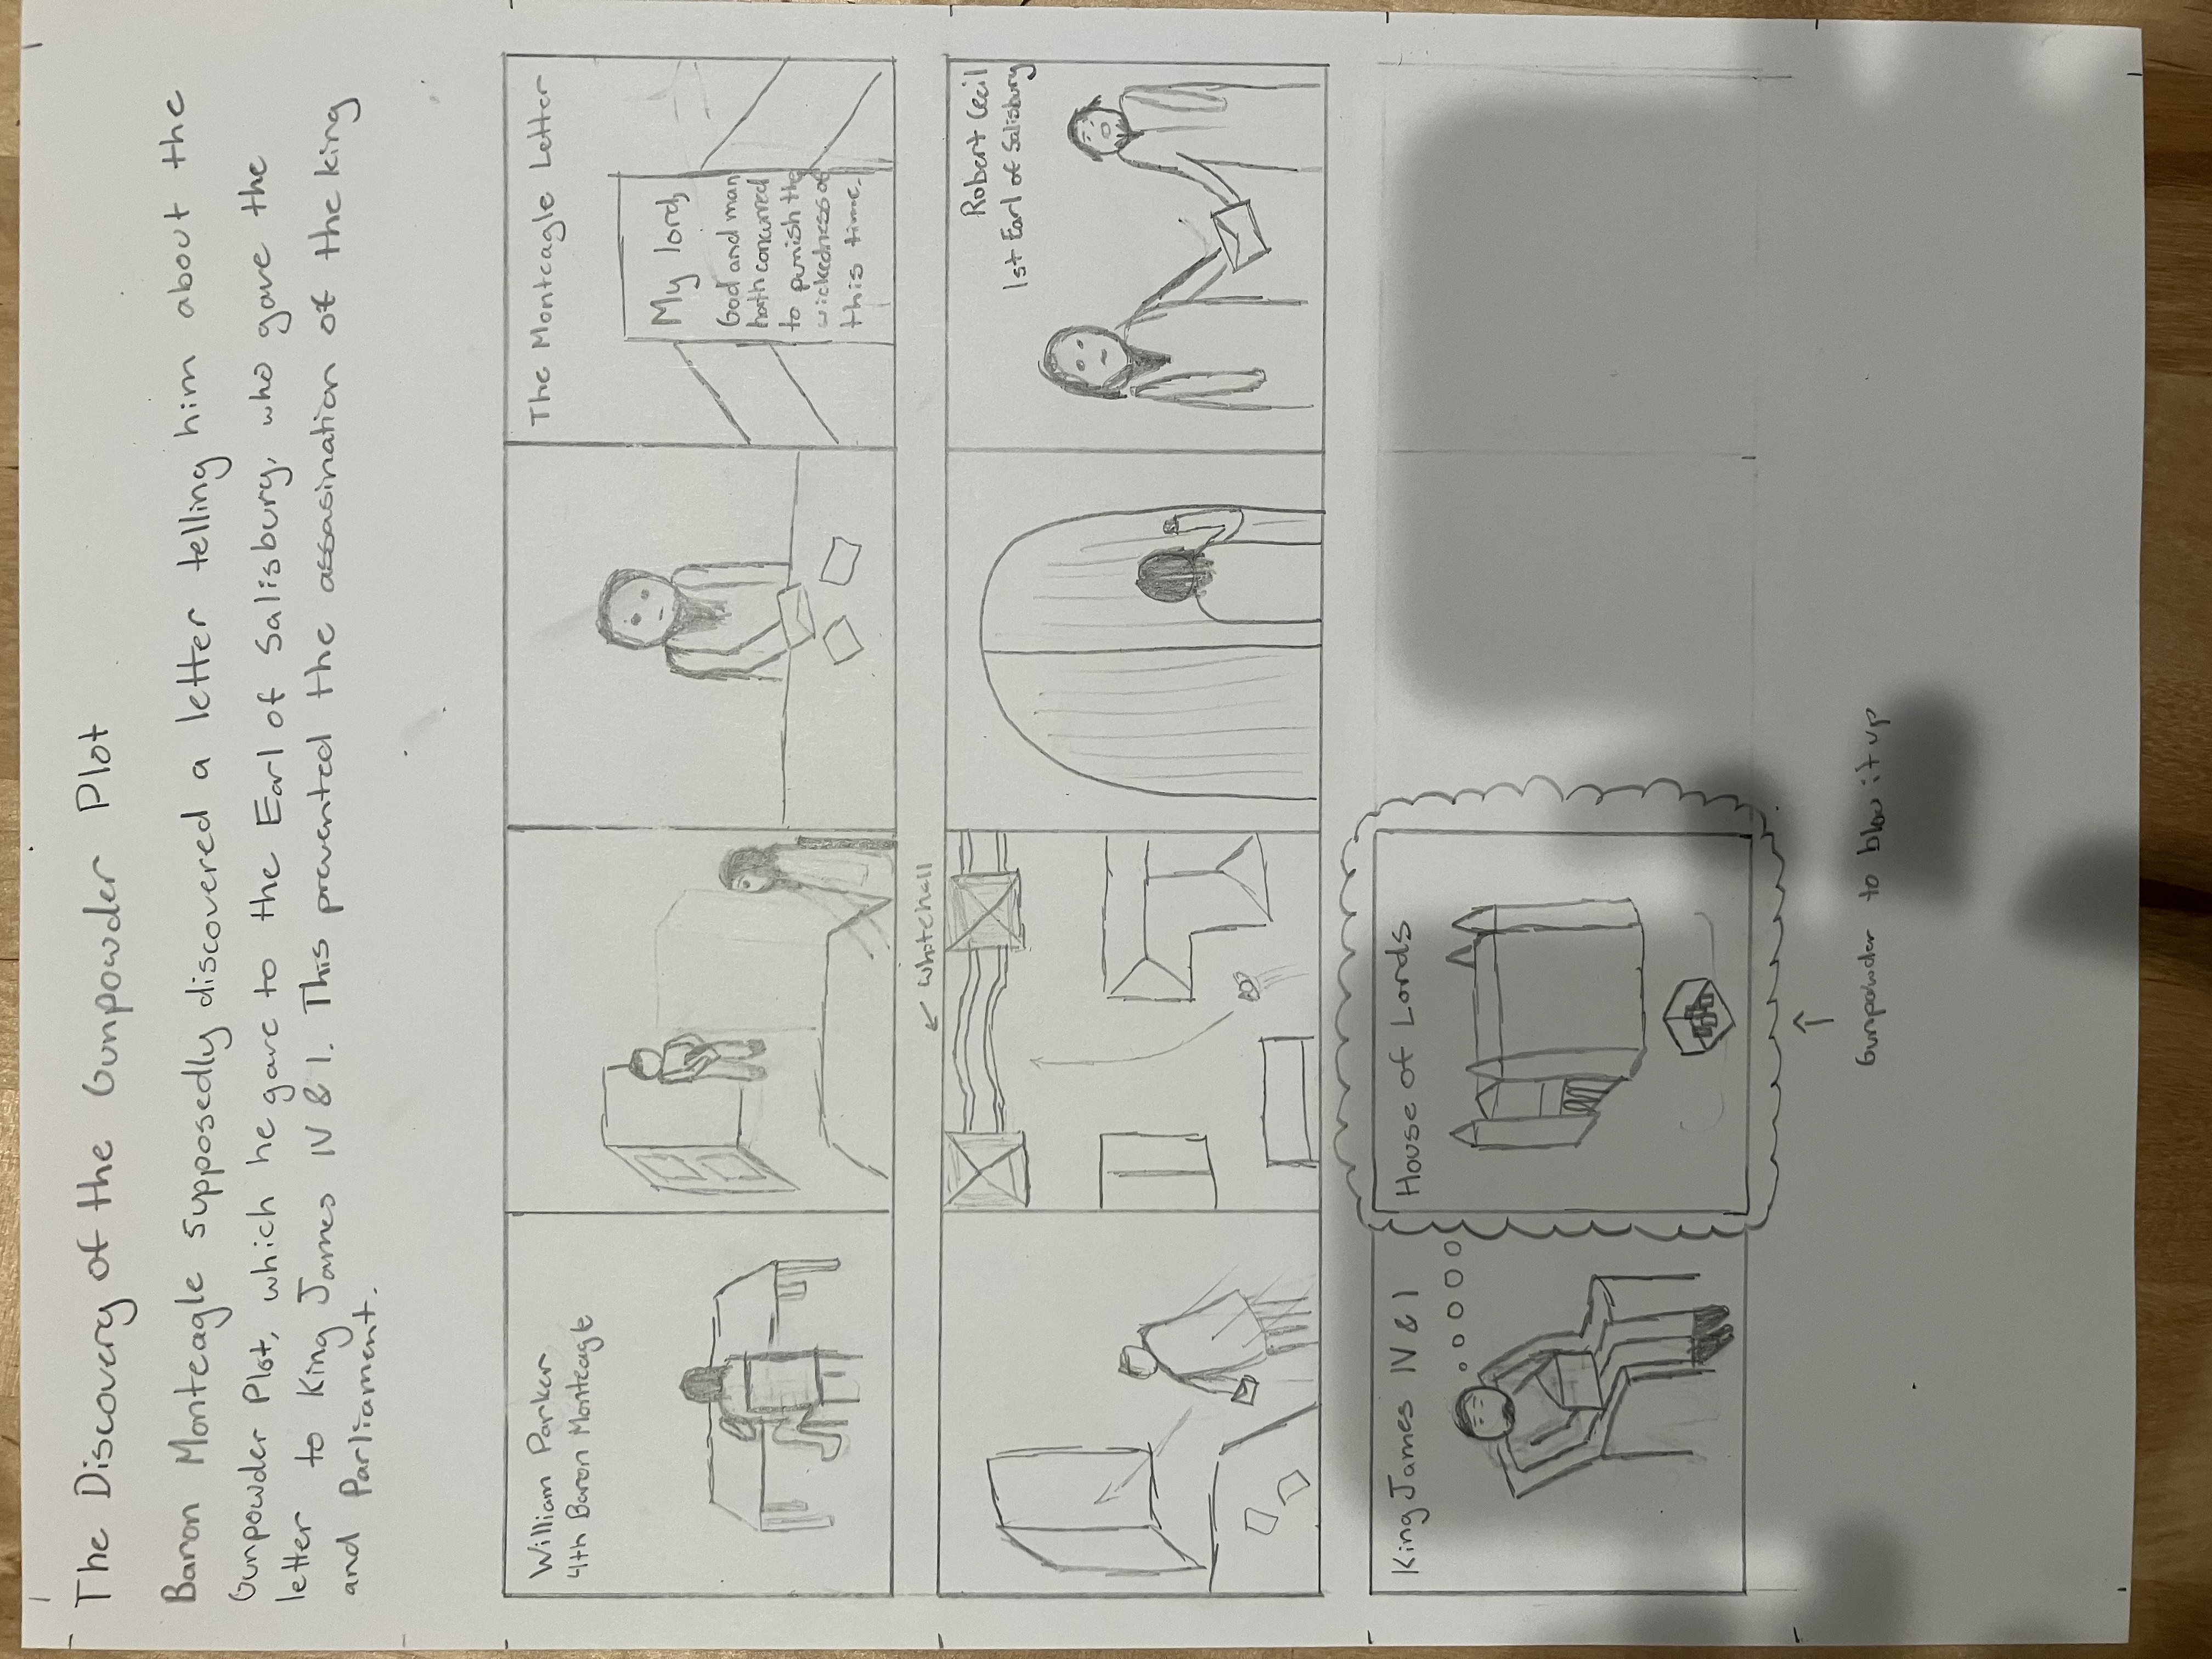 The Discovery of the Gunpowder Plot
Baron Monteagle supposedly discovered a letter telling him about the
Gunpowder Plot, which he gave to the Earl of Salisbury, who gave the
letter to King James IV & I. This prevented the assasination of the king
and Parliament.
William Parker
4th Baron Monteagle
The Monteagle Letter
My lord,
God and man
hath concurred
to punish the
wickedness of
this time.
Whitehall
Robert Cecil
1st Earl of Salisbury
King James IV & I
House of Lords
Gunpowder to blow it up